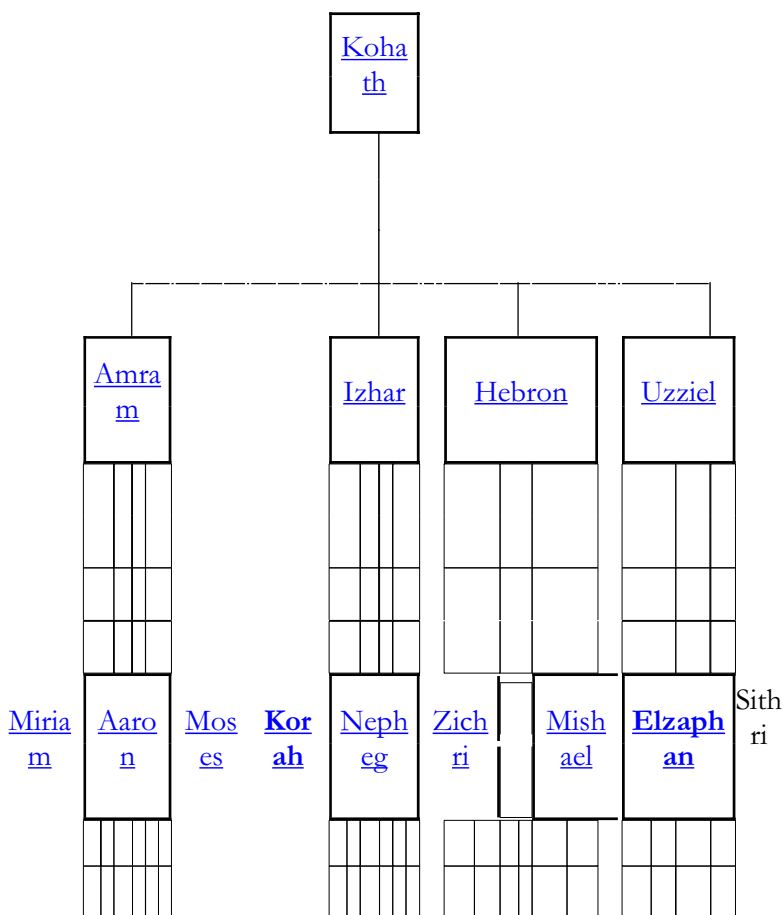 Koha
th
Amra
m
Izhar
Hebron
Uzziel
Miria
m
Aaro
n
Mos
es
Kor
ah
Neph
eg
Zich
ri
Mish
ael
Elzaph
an
Sith
ri